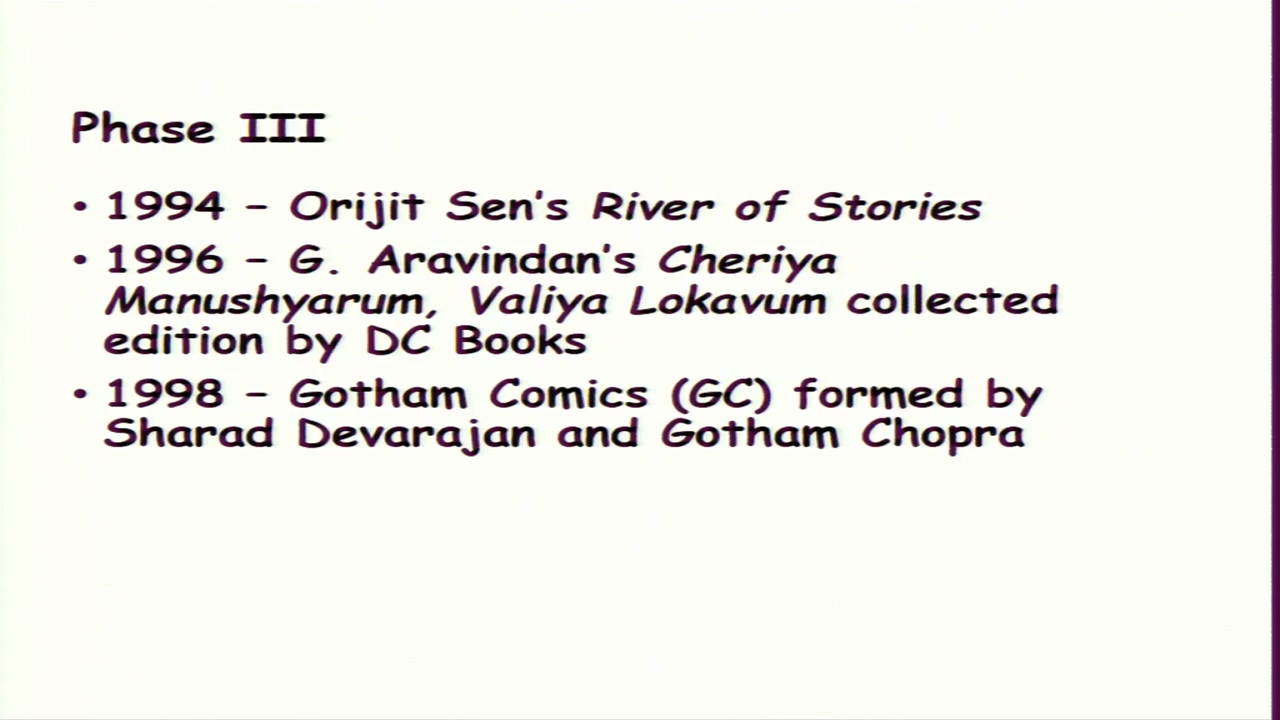 Phase III
• 1994 – Orijit Sen's River of Stories
• 1996 – G. Aravindan's Cheriya
Manushyarum, Valiya Lokavum collected
edition by DC Books
• 1998 – Gotham Comics (GC) formed by
Sharad Devarajan and Gotham Chopra